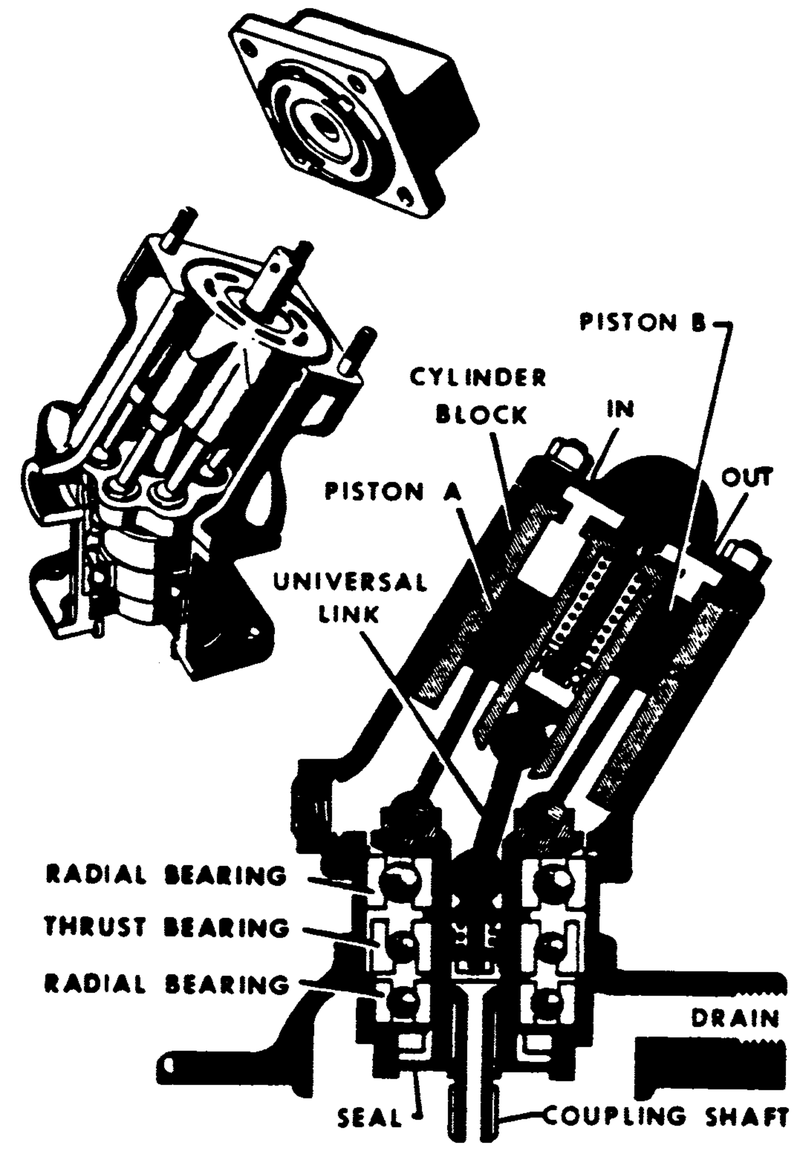 PISTON B
CYLINDER
BLOCK
IN
PISTON A
OUT
UNIVERSAL
LINK
RADIAL BEARING
THRUST BEARING
RADIAL BEARING
DRAIN
SEAL
COUPLING SHAFT